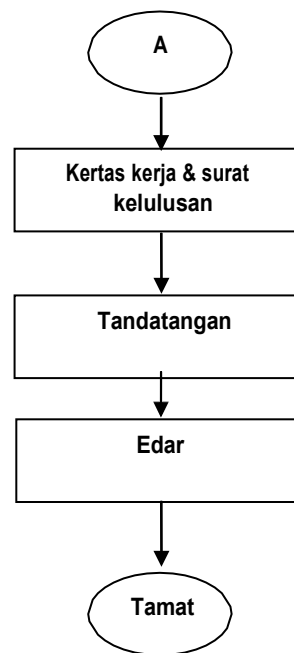 A
Kertas kerja & surat
kelulusan
Tandatangan
Edar
Tamat